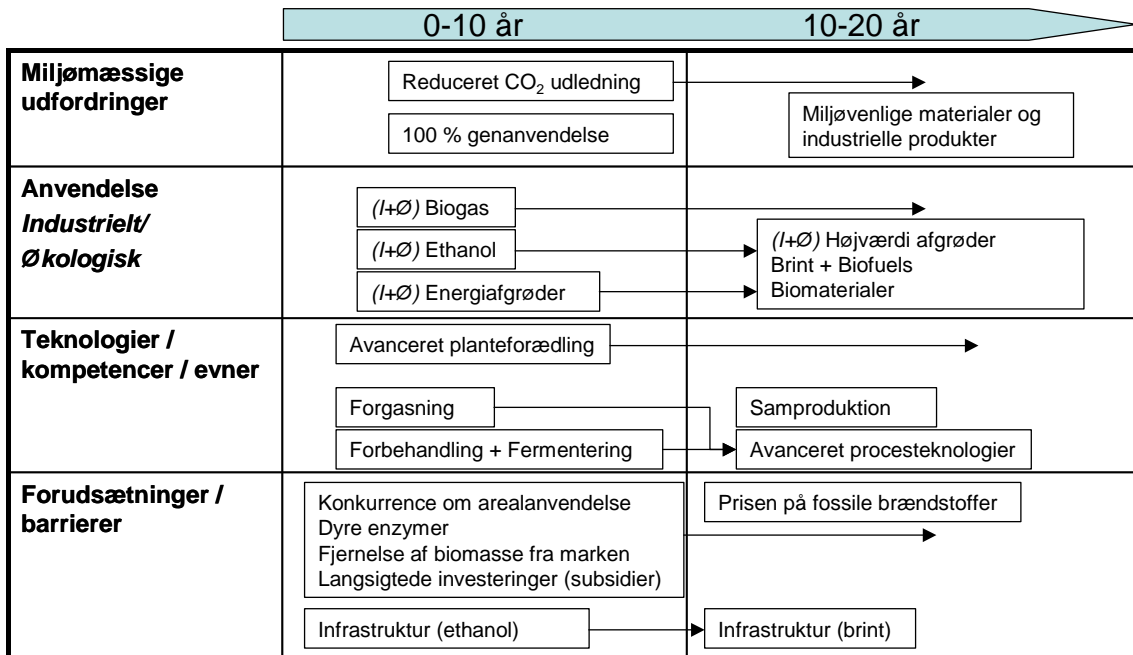 0-10 år
10-20 år
Miljømæssige
udfordringer
Reduceret CO₂ udledning
100 % genanvendelse
Miljøvenlige materialer og
industrielle produkter
Anvendelse
Industrielt/
Økologisk
(I+Ø) Biogas
(I+Ø) Ethanol
(I+Ø) Energiafgrøder
(I+Ø) Højværdi afgrøder
Brint + Biofuels
Biomaterialer
Teknologier /
kompetencer / evner
Avanceret planteforædling
Forgasning
Forbehandling + Fermentering
Samproduktion
Avanceret procesteknologier
Forudsætninger /
barrierer
Konkurrence om arealanvendelse
Dyre enzymer
Fjernelse af biomasse fra marken
Langsigtede investeringer (subsidier)
Prisen på fossile brændstoffer
Infrastruktur (ethanol)
Infrastruktur (brint)